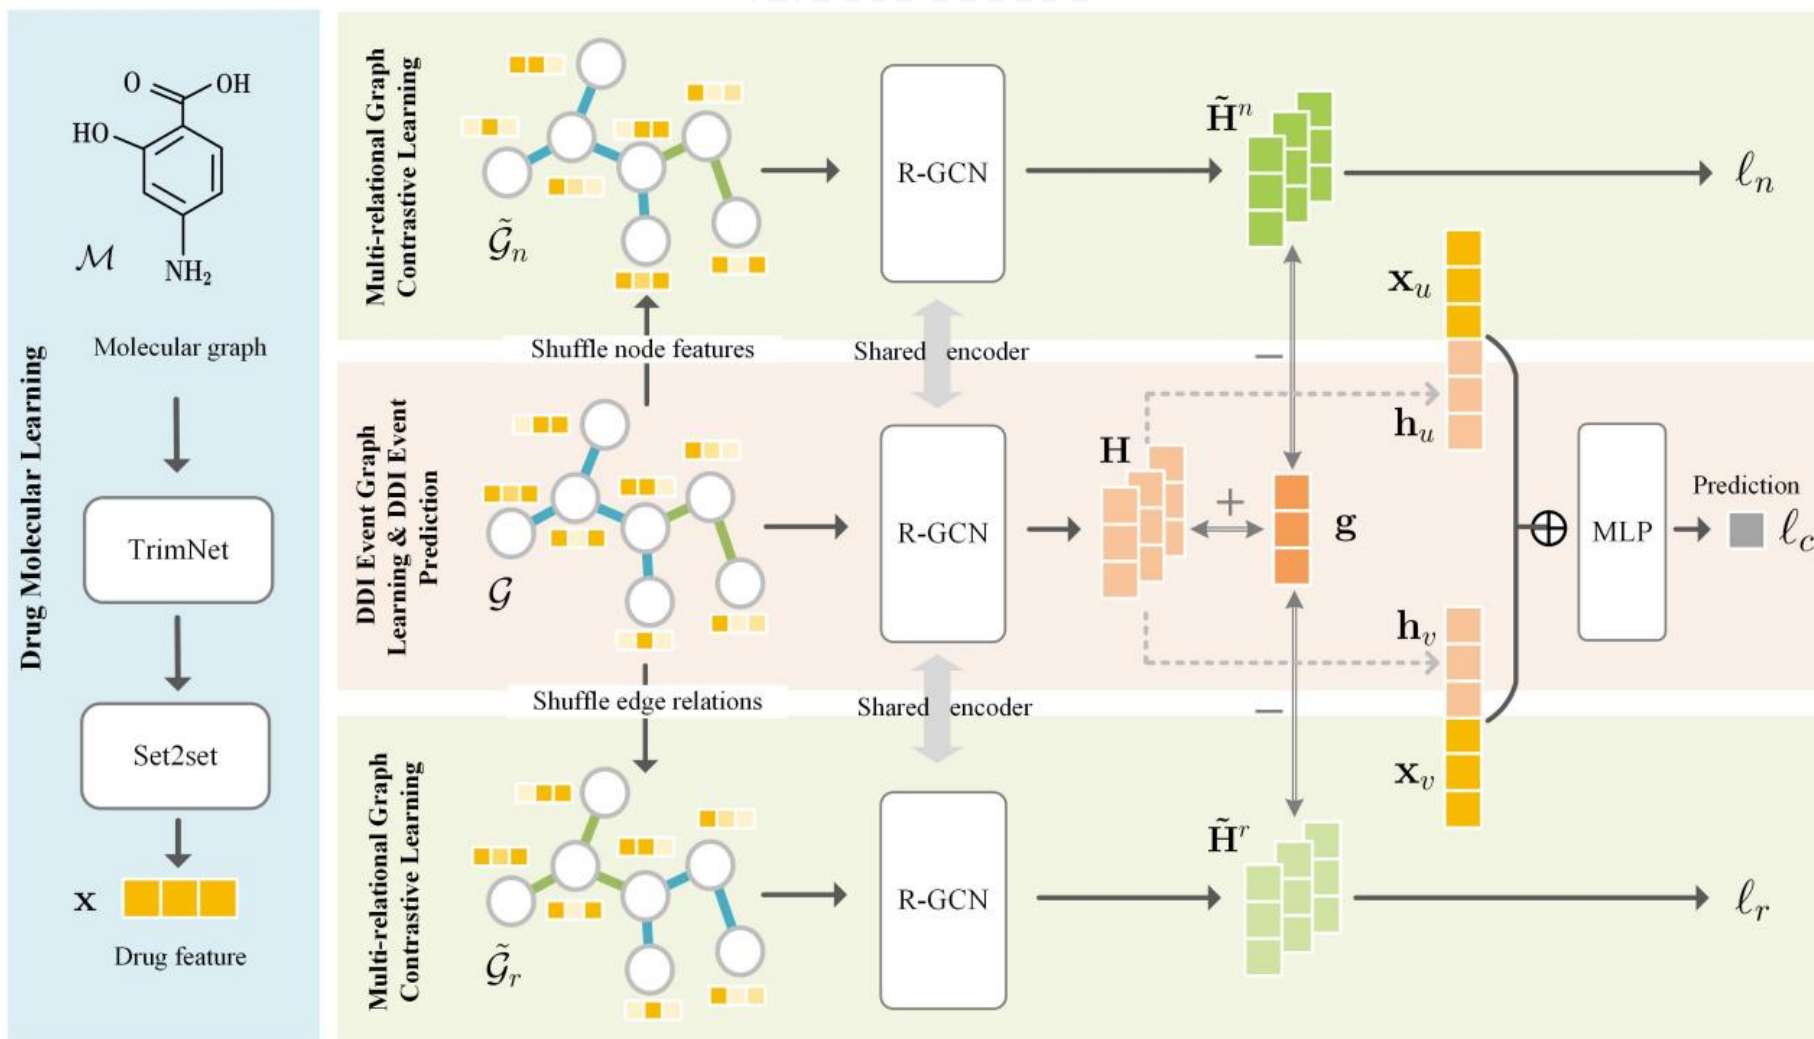 O
OH
HO
NH₂
ℳ
Molecular graph
Drug Molecular Learning
TrimNet
Set2set
x
Drug feature
Multi-relational Graph
Contrastive Learning
𝒢̃ₙ
R-GCN
H̃ⁿ
ℓₙ
Shuffle node features
Shared encoder
−
DDI Event Graph
Learning & DDI Event
Prediction
𝒢
R-GCN
H
+
g
xᵤ
hᵤ
hᵥ
xᵥ
⊕
MLP
Prediction
ℓ_c
Shuffle edge relations
Shared encoder
−
Multi-relational Graph
Contrastive Learning
𝒢̃ᵣ
R-GCN
H̃ʳ
ℓᵣ